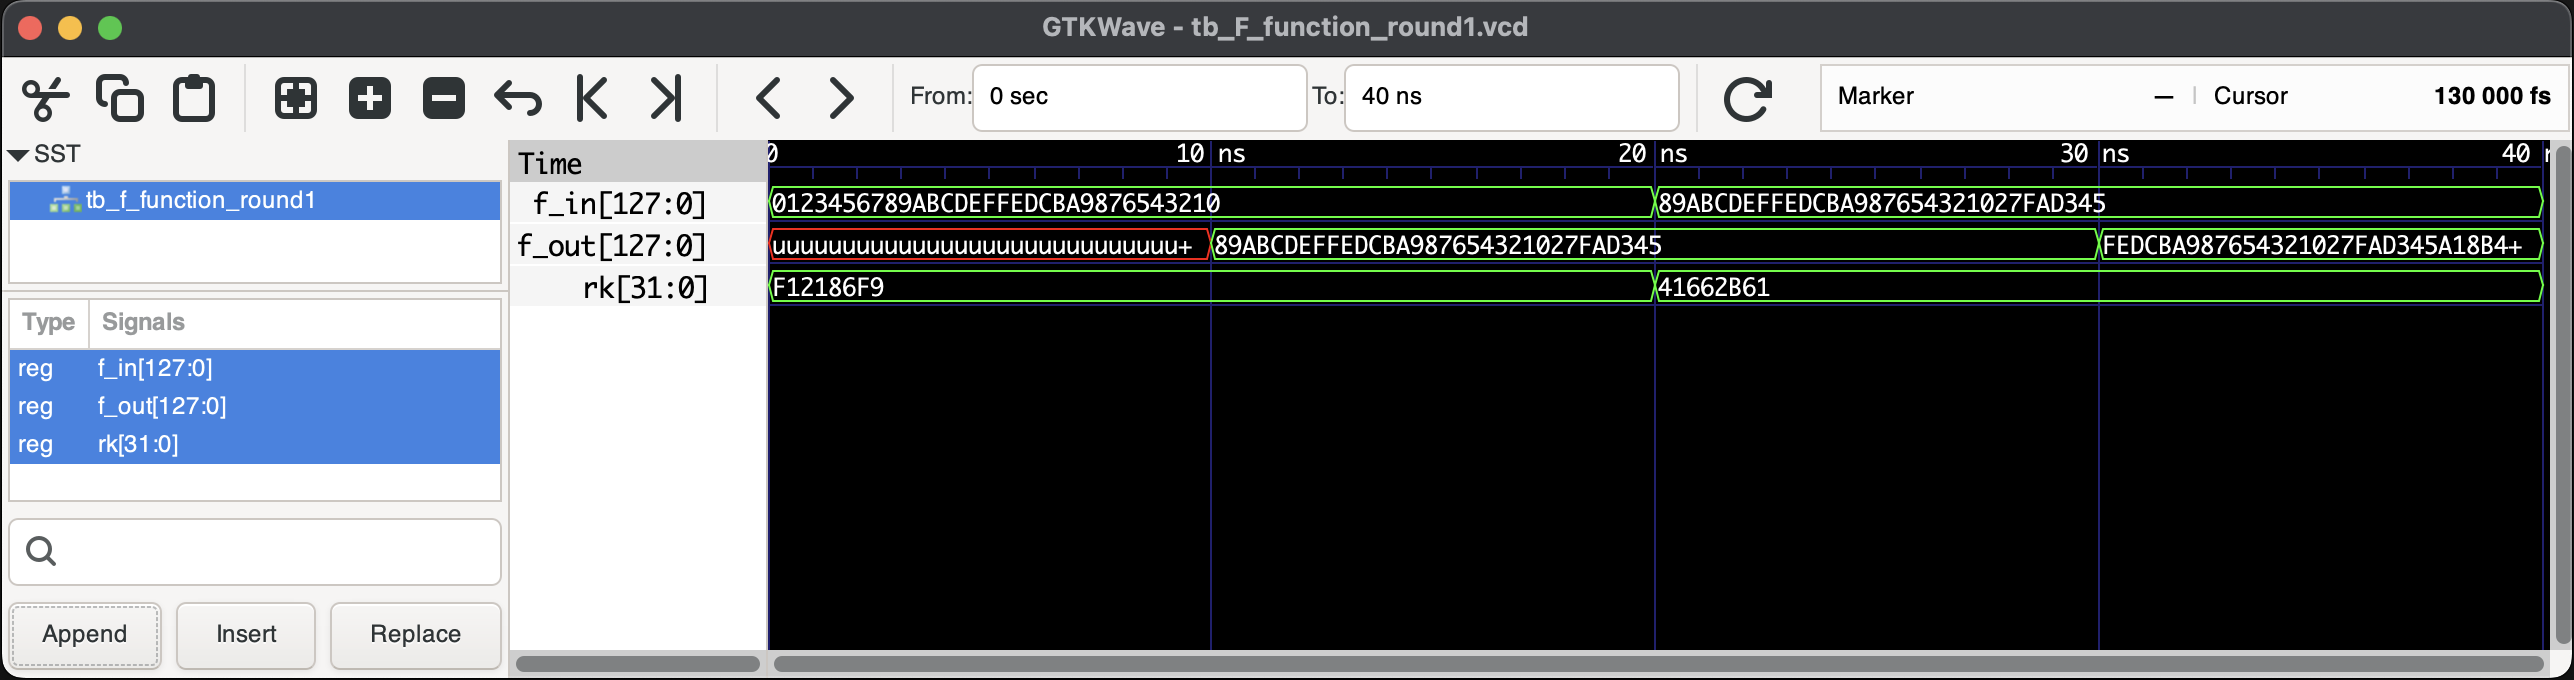 GTKWave - tb_F_function_round1.vcd
From: 0 sec To: 40 ns Marker -- | Cursor 130 000 fs
SST
tb_f_function_round1
Type Signals
reg f_in[127:0]
reg f_out[127:0]
reg rk[31:0]
Append Insert Replace
Time
f_in[127:0]
f_out[127:0]
rk[31:0]
0 10 ns 20 ns 30 ns 40
0123456789ABCDEFFEDCBA9876543210 89ABCDEFFEDCBA987654321027FAD345
uuuuuuuuuuuuuuuuuuuuuuuuuuuuu+ 89ABCDEFFEDCBA987654321027FAD345 FEDCBA987654321027FAD345A18B4+
F12186F9 41662B61